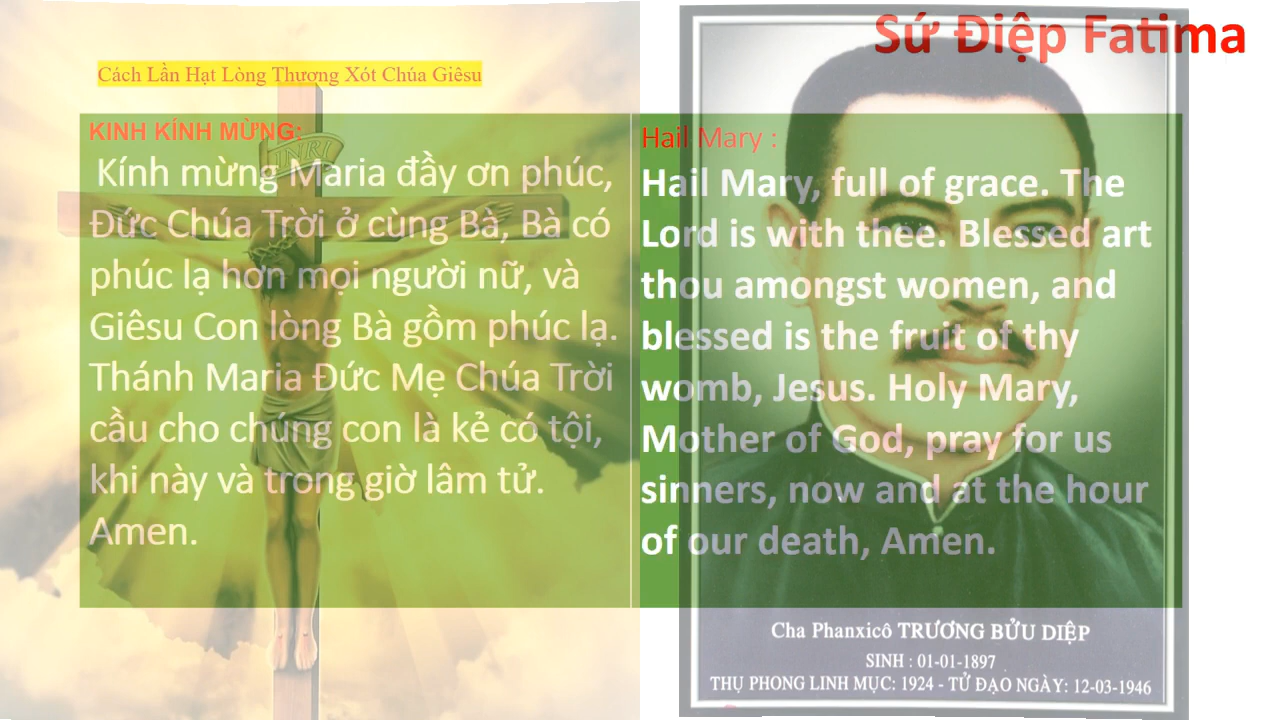 Sứ Điệp Fatima
Cách Lần Hạt Lòng Thương Xót Chúa Giêsu
KINH KÍNH MỪNG:
INRI
Kính mừng Maria đầy ơn phúc,
Đức Chúa Trời ở cùng Bà, Bà có
phúc lạ hơn mọi người nữ, và
Giêsu Con lòng Bà gồm phúc lạ.
Thánh Maria Đức Mẹ Chúa Trời
cầu cho chúng con là kẻ có tội,
khi này và trong giờ lâm tử.
Amen.
Hail Mary :
Hail Mary, full of grace. The
Lord is with thee. Blessed art
thou amongst women, and
blessed is the fruit of thy
womb, Jesus. Holy Mary,
Mother of God, pray for us
sinners, now and at the hour
of our death, Amen.
Cha Phanxicô TRƯƠNG BỬU DIỆP
SINH : 01-01-1897
THỤ PHONG LINH MỤC: 1924 - TỬ ĐẠO NGÀY: 12-03-1946